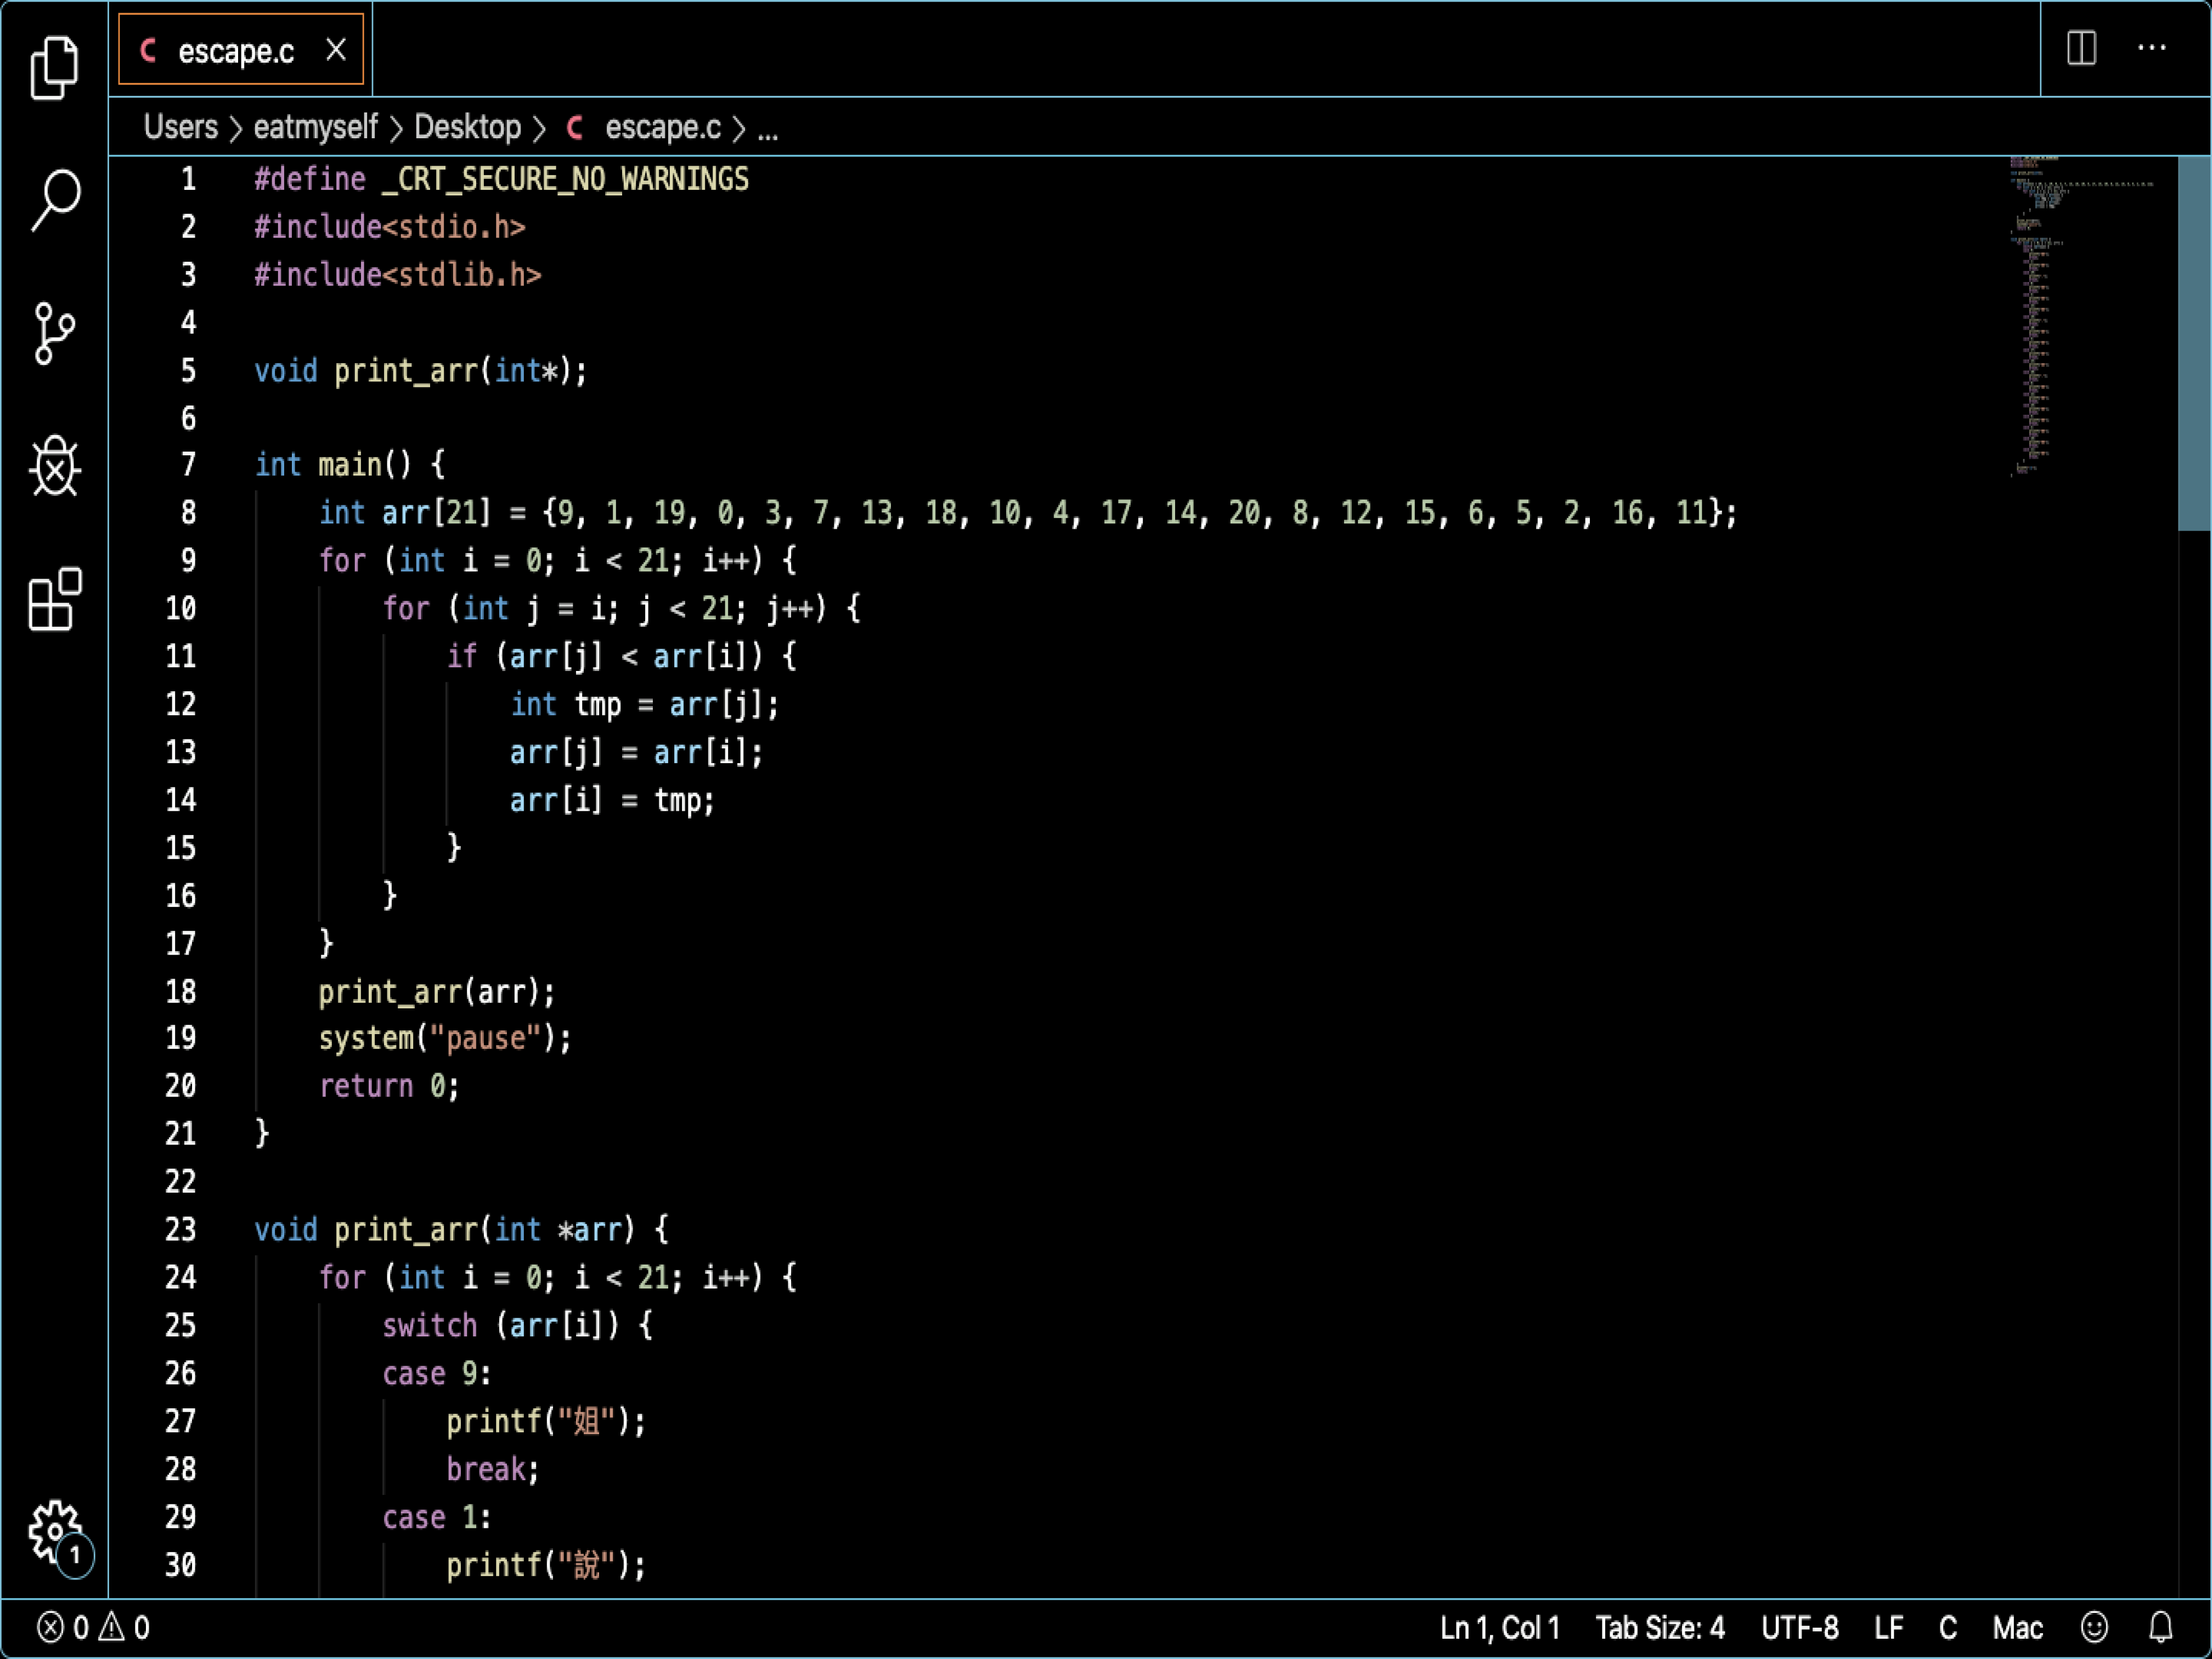 escape.c
Users > eatmyself > Desktop > escape.c > ...
1 #define _CRT_SECURE_NO_WARNINGS
2 #include<stdio.h>
3 #include<stdlib.h>
4
5 void print_arr(int*);
6
7 int main() {
8     int arr[21] = {9, 1, 19, 0, 3, 7, 13, 18, 10, 4, 17, 14, 20, 8, 12, 15, 6, 5, 2, 16, 11};
9     for (int i = 0; i < 21; i++) {
10         for (int j = i; j < 21; j++) {
11             if (arr[j] < arr[i]) {
12                 int tmp = arr[j];
13                 arr[j] = arr[i];
14                 arr[i] = tmp;
15             }
16         }
17     }
18     print_arr(arr);
19     system("pause");
20     return 0;
21 }
22
23 void print_arr(int *arr) {
24     for (int i = 0; i < 21; i++) {
25         switch (arr[i]) {
26         case 9:
27             printf("姐");
28             break;
29         case 1:
30             printf("說");
1
0 0 Ln 1, Col 1 Tab Size: 4 UTF-8 LF C Mac